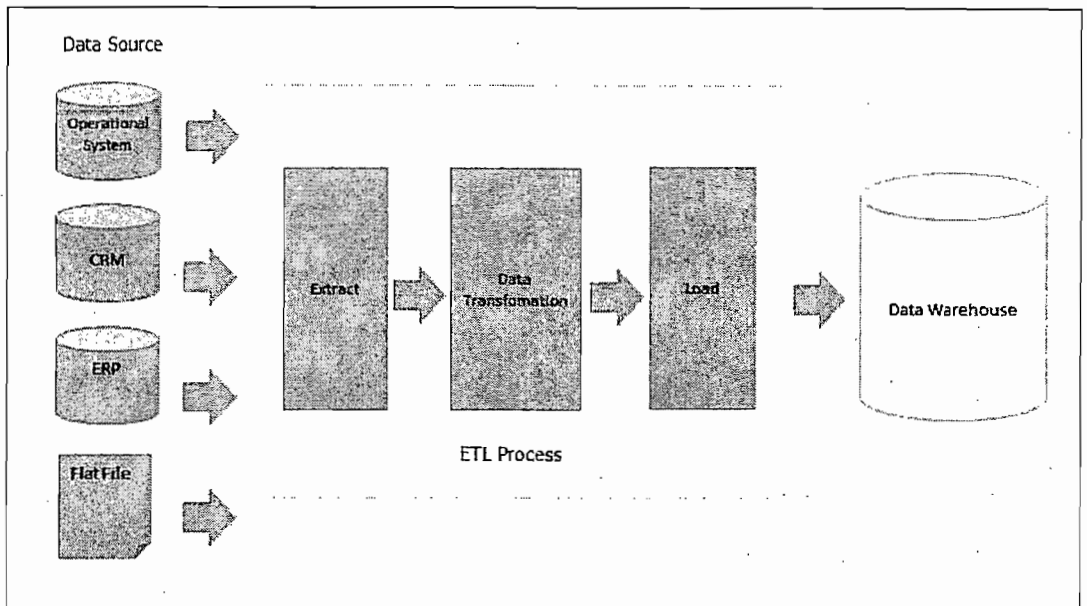 Data Source
Operational
System
CRM
ERP
Flat File
Extract
Data
Transfomation
Load
Data Warehouse
ETL Process